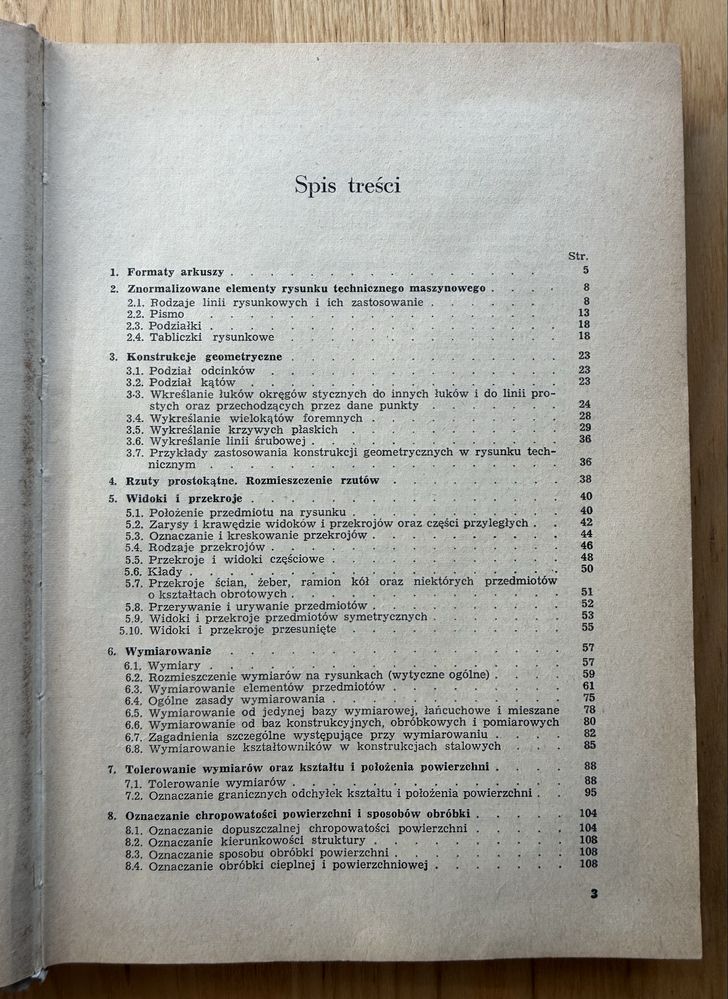 Spis treści
Str.
1. Formaty arkuszy . . . . . . . . . . . . . 5
2. Znormalizowane elementy rysunku technicznego maszynowego . . . . 8
2.1. Rodzaje linii rysunkowych i ich zastosowanie . . . . . . 8
2.2. Pismo . . . . . . . . . . . . . . 13
2.3. Podziałki . . . . . . . . . . . . . . 18
2.4. Tabliczki rysunkowe . . . . . . . . . . . 18
3. Konstrukcje geometryczne . . . . . . . . . . . 23
3.1. Podział odcinków . . . . . . . . . . . . 23
3.2. Podział kątów . . . . . . . . . . . . . 23
3.3. Wkreślanie łuków okręgów stycznych do innych łuków i do linii pro-
stych oraz przechodzących przez dane punkty . . . . . . 24
3.4. Wykreślanie wielokątów foremnych . . . . . . . . 28
3.5. Wykreślanie krzywych płaskich . . . . . . . . . 29
3.6. Wykreślanie linii śrubowej . . . . . . . . . . 36
3.7. Przykłady zastosowania konstrukcji geometrycznych w rysunku tech-
nicznym . . . . . . . . . . . . . . 36
4. Rzuty prostokątne. Rozmieszczenie rzutów . . . . . . . 38
5. Widoki i przekroje . . . . . . . . . . . . . 40
5.1. Położenie przedmiotu na rysunku . . . . . . . . . 40
5.2. Zarysy i krawędzie widoków i przekrojów oraz części przyległych . . 42
5.3. Oznaczanie i kreskowanie przekrojów . . . . . . . . 44
5.4. Rodzaje przekrojów . . . . . . . . . . . . 46
5.5. Przekroje i widoki częściowe . . . . . . . . . . 48
5.6. Kłady . . . . . . . . . . . . . . . 50
5.7. Przekroje ścian, żeber, ramion kół oraz niektórych przedmiotów
o kształtach obrotowych . . . . . . . . . . . 51
5.8. Przerywanie i urywanie przedmiotów . . . . . . . . 52
5.9. Widoki i przekroje przedmiotów symetrycznych . . . . . . 53
5.10. Widoki i przekroje przesunięte . . . . . . . . . 55
6. Wymiarowanie . . . . . . . . . . . . . . 57
6.1. Wymiary . . . . . . . . . . . . . . 57
6.2. Rozmieszczenie wymiarów na rysunkach (wytyczne ogólne) . . . . 59
6.3. Wymiarowanie elementów przedmiotów . . . . . . . . 61
6.4. Ogólne zasady wymiarowania . . . . . . . . . . 75
6.5. Wymiarowanie od jedynej bazy wymiarowej, łańcuchowe i mieszane 78
6.6. Wymiarowanie od baz konstrukcyjnych, obróbkowych i pomiarowych 80
6.7. Zagadnienia szczególne występujące przy wymiarowaniu . . . . 82
6.8. Wymiarowanie kształtowników w konstrukcjach stalowych . . . 85
7. Tolerowanie wymiarów oraz kształtu i położenia powierzchni . . . . 88
7.1. Tolerowanie wymiarów . . . . . . . . . . . 88
7.2. Oznaczanie granicznych odchyłek kształtu i położenia powierzchni . . 95
8. Oznaczanie chropowatości powierzchni i sposobów obróbki . . . . . 104
8.1. Oznaczanie dopuszczalnej chropowatości powierzchni . . . . . 104
8.2. Oznaczanie kierunkowości struktury . . . . . . . . 108
8.3. Oznaczanie sposobu obróbki powierzchni . . . . . . . 108
8.4. Oznaczanie obróbki cieplnej i powierzchniowej . . . . . . 108
3